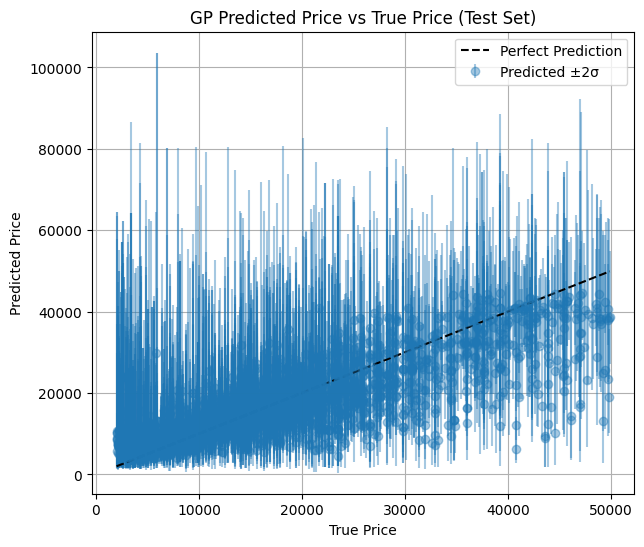 GP Predicted Price vs True Price (Test Set)
Perfect Prediction
Predicted ±2σ
100000
80000
60000
40000
20000
0
Predicted Price
0
10000
20000
30000
40000
50000
True Price